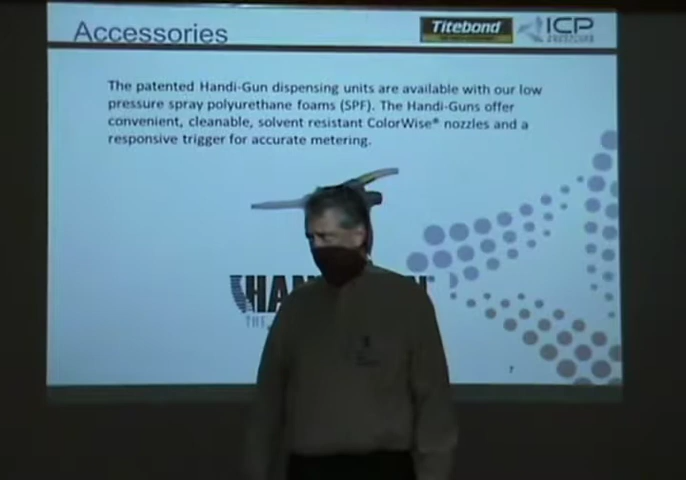 Accessories
Titebond
ICP
The patented Handi-Gun dispensing units are available with our low
pressure spray polyurethane foams (SPF). The Handi-Guns offer
convenient, cleanable, solvent resistant ColorWise® nozzles and a
responsive trigger for accurate metering.
7